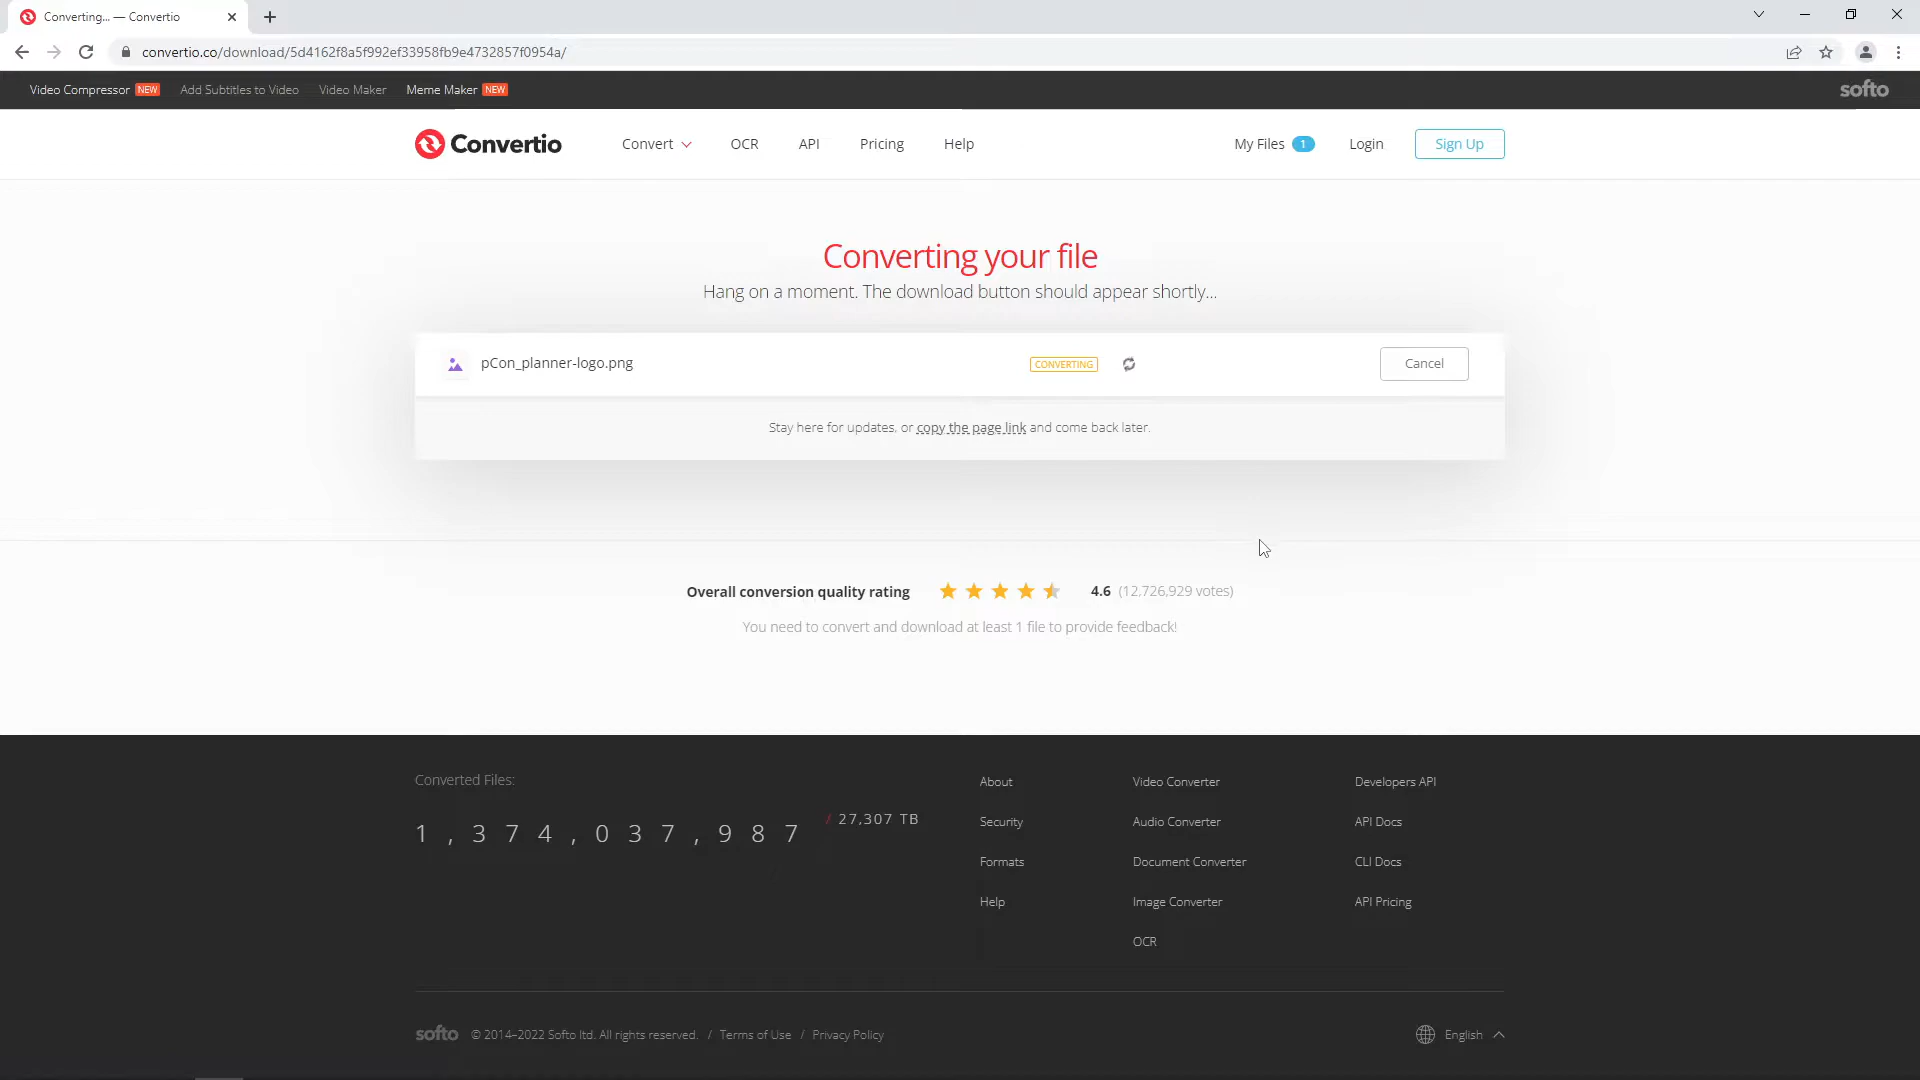 Converting... — Convertio
convertio.co/download/5d4162f8a5f992ef33958fb9e4732857f0954a/
Video Compressor NEW Add Subtitles to Video Video Maker Meme Maker NEW softo
Convertio Convert OCR API Pricing Help My Files 1 Login Sign Up
Converting your file
Hang on a moment. The download button should appear shortly...
pCon_planner-logo.png CONVERTING Cancel
Stay here for updates, or copy the page link and come back later.
Overall conversion quality rating 4.6 (12,726,929 votes)
You need to convert and download at least 1 file to provide feedback!
Converted Files:
1,374,037,987 / 27,307 TB
About Video Converter Developers API
Security Audio Converter API Docs
Formats Document Converter CLI Docs
Help Image Converter API Pricing
OCR
softo © 2014–2022 Softo ltd. All rights reserved. / Terms of Use / Privacy Policy English